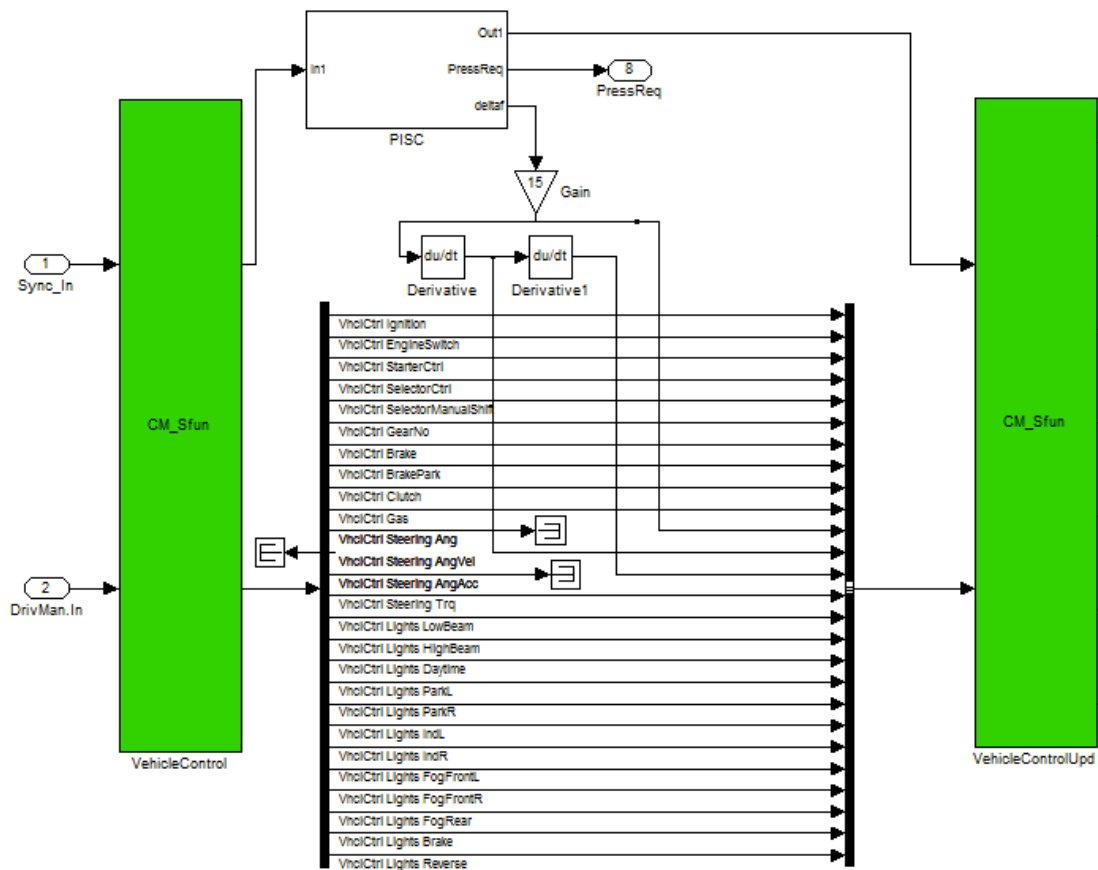 Out1
In1
PressReq
deltaf
PISC
8
PressReq
15
Gain
du/dt
du/dt
Derivative
Derivative1
1
Sync_In
CM_Sfun
CM_Sfun
2
DrivMan.In
VehicleControl
VehicleControlUpd
VhclCtrl Ignition
VhclCtrl EngineSwitch
VhclCtrl StarterCtrl
VhclCtrl SelectorCtrl
VhclCtrl SelectorManualShift
VhclCtrl GearNo
VhclCtrl Brake
VhclCtrl BrakePark
VhclCtrl Clutch
VhclCtrl Gas
VhclCtrl Steering Ang
VhclCtrl Steering AngVel
VhclCtrl Steering AngAcc
VhclCtrl Steering Trq
VhclCtrl Lights LowBeam
VhclCtrl Lights HighBeam
VhclCtrl Lights Daytime
VhclCtrl Lights ParkL
VhclCtrl Lights ParkR
VhclCtrl Lights IndL
VhclCtrl Lights IndR
VhclCtrl Lights FogFrontL
VhclCtrl Lights FogFrontR
VhclCtrl Lights FogRear
VhclCtrl Lights Brake
VhclCtrl Lights Reverse